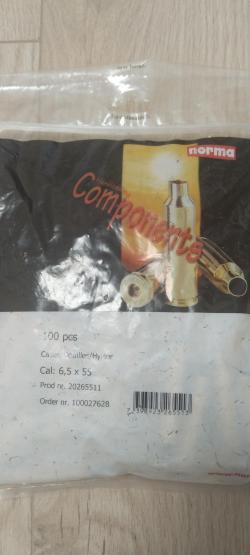 norma
Components
100 pcs
Cal: 6,5 x 55
Prod nr. 20265511
Order nr. 100027628